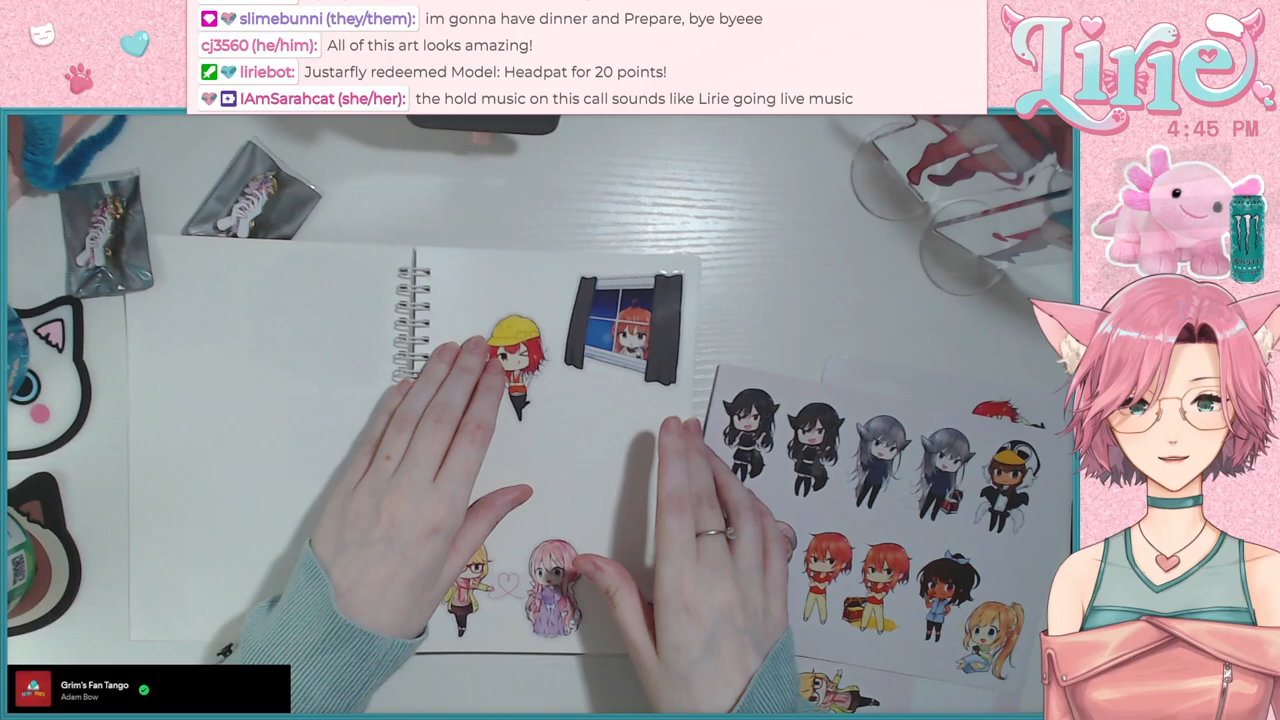 slimebunni (they/them): im gonna have dinner and Prepare, bye byeee
cj3560 (he/him): All of this art looks amazing!
liriebot: Justarfly redeemed Model: Headpat for 20 points!
IAmSarahcat (she/her): the hold music on this call sounds like Lirie going live music
Lirie
4:45 PM
Grim's Fan Tango
Adam Bow